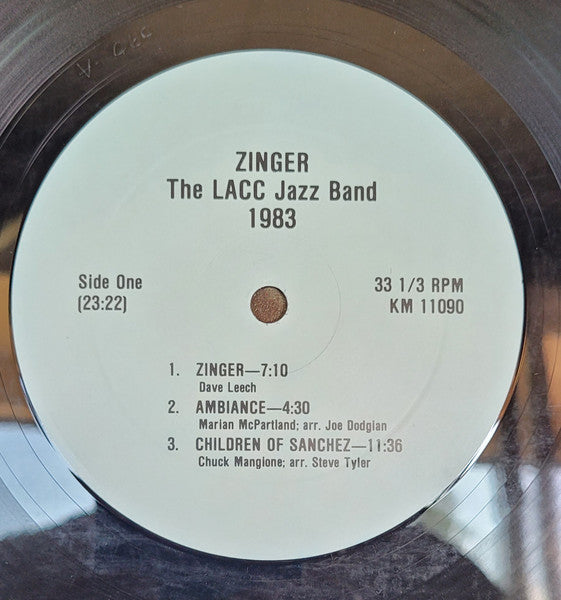 ZINGER
The LACC Jazz Band
1983
Side One
(23:22)
33 1/3 RPM
KM 11090
1. ZINGER—7:10
Dave Leech
2. AMBIANCE—4:30
Marian McPartland; arr. Joe Dodgian
3. CHILDREN OF SANCHEZ—11:36
Chuck Mangione; arr. Steve Tyler